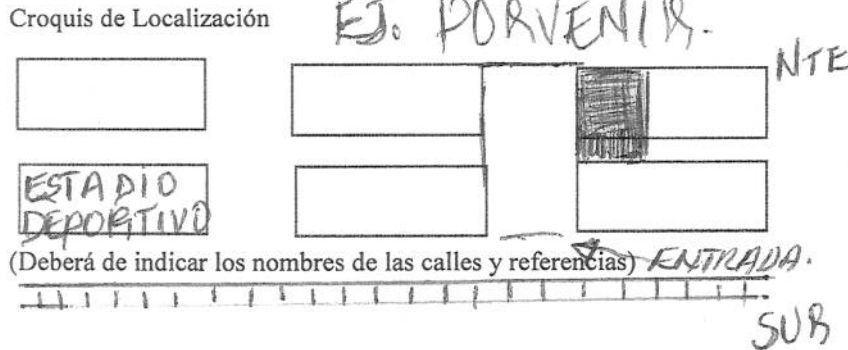 Croquis de Localización
EJ. PORVENIR.
NTE
ESTADIO
DEPORTIVO
(Deberá de indicar los nombres de las calles y referencias) ENTRADA.
SUR